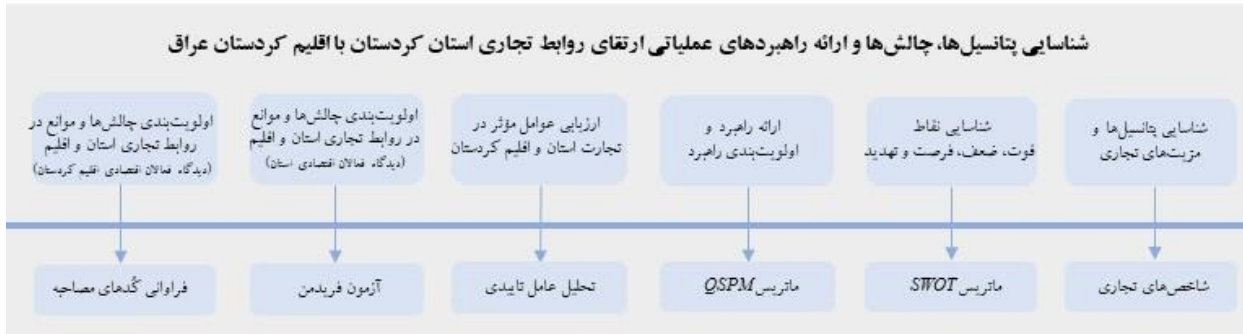 شناسایی پتانسیل‌ها، چالش‌ها و ارائه راهبردهای عملیاتی ارتقای روابط تجاری استان کردستان با اقلیم کردستان عراق
شناسایی پتانسیل‌ها و
مزیت‌های تجاری
شناسایی نقاط
قوت، ضعف، فرصت و تهدید
ارائه راهبرد و
اولویت‌بندی راهبرد
ارزیابی عوامل مؤثر در
تجارت استان و اقلیم کردستان
اولویت‌بندی چالش‌ها و موانع
در روابط تجاری استان و اقلیم
(دیدگاه فعالان اقتصادی استان)
اولویت‌بندی چالش‌ها و موانع در
روابط تجاری استان و اقلیم
(دیدگاه فعالان اقتصادی اقلیم کردستان)
شاخص‌های تجاری
ماتریس SWOT
ماتریس QSPM
تحلیل عامل تاییدی
آزمون فریدمن
فراوانی کُدهای مصاحبه